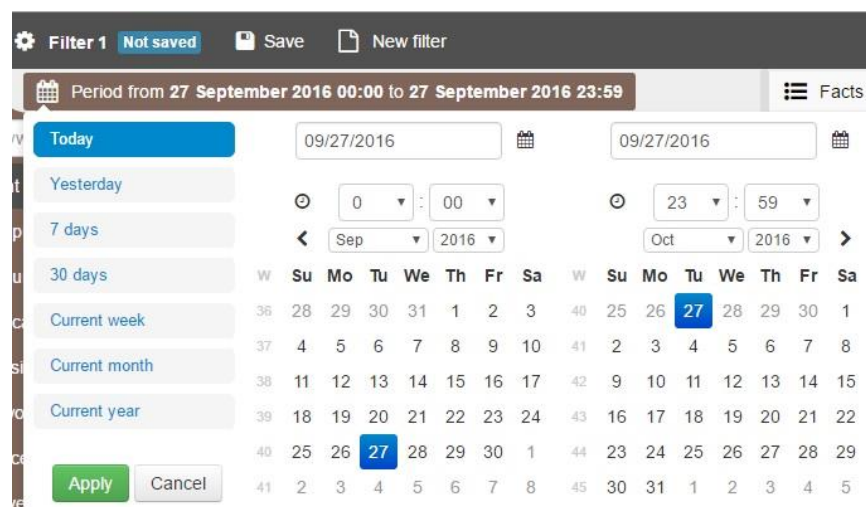 Filter 1 Not saved Save New filter
Period from 27 September 2016 00:00 to 27 September 2016 23:59 Facts
Today
Yesterday
7 days
30 days
Current week
Current month
Current year
Apply Cancel
09/27/2016
0 : 00
Sep 2016
W Su Mo Tu We Th Fr Sa
36 28 29 30 31 1 2 3
37 4 5 6 7 8 9 10
38 11 12 13 14 15 16 17
39 18 19 20 21 22 23 24
40 25 26 27 28 29 30 1
41 2 3 4 5 6 7 8
09/27/2016
23 : 59
Oct 2016
W Su Mo Tu We Th Fr Sa
40 25 26 27 28 29 30 1
41 2 3 4 5 6 7 8
42 9 10 11 12 13 14 15
43 16 17 18 19 20 21 22
44 23 24 25 26 27 28 29
45 30 31 1 2 3 4 5